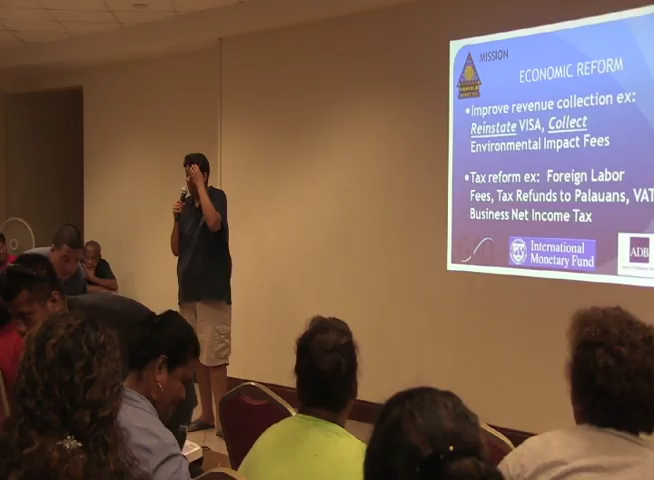 MISSION
ECONOMIC REFORM
•Improve revenue collection ex:
Reinstate VISA, Collect
Environmental Impact Fees
•Tax reform ex: Foreign Labor
Fees, Tax Refunds to Palauans, VAT
Business Net Income Tax
International
Monetary Fund
ADB